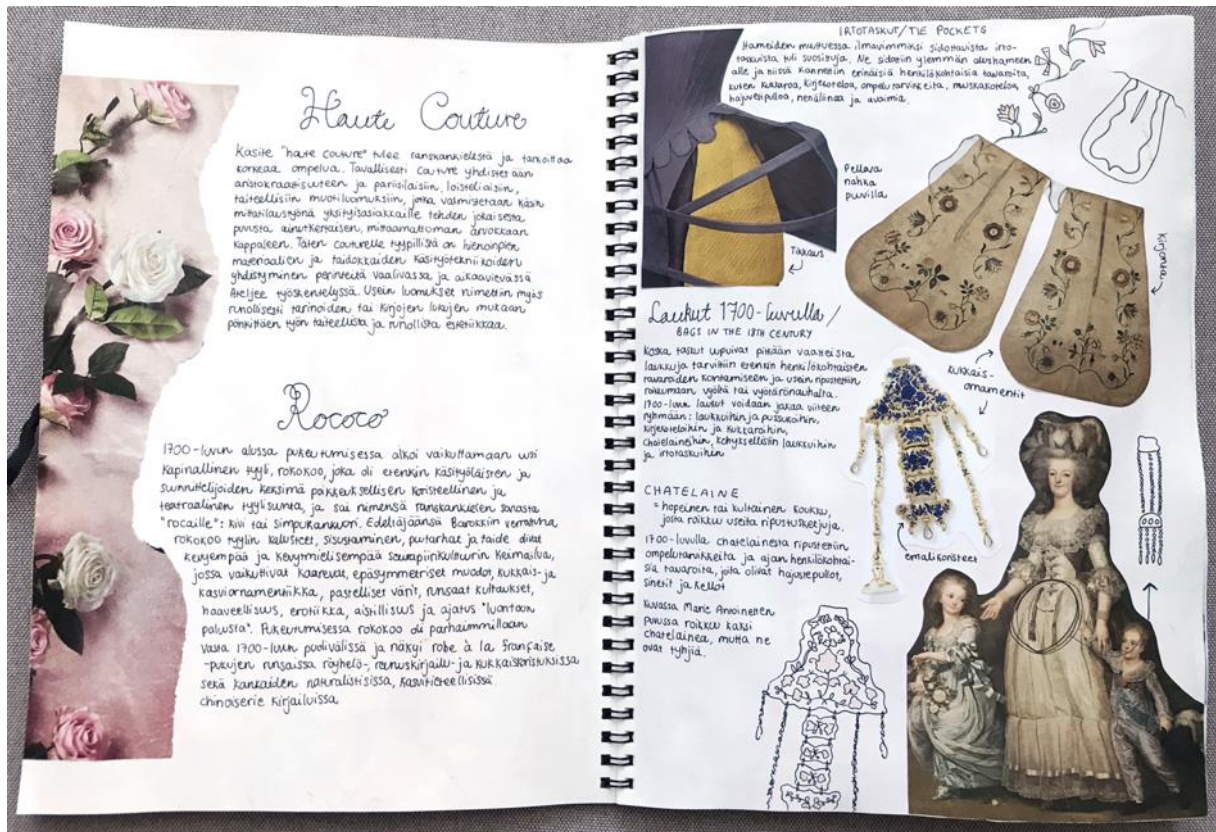 Haute Couture
Käsite "haute couture" tulee ranskankielestä ja tarkoittaa
korkeaa ompelua. Tavallisesti couture yhdistetään
aristokraattisuuteen ja pariisilaisiin, loisteliaisiin,
taiteellisiin muotiluomuksiin, jotka valmistetaan käsin
mittatilaustyönä yksityisasiakkaille tehden jokaisesta
puvusta ainutkertaisen, mittaamattoman arvokkaan
kappaleen. Täten couturelle tyypillistä on hienoimpien
materiaalien ja taidokkaiden käsityötekniikoiden
yhdistyminen perinteitä vaalivassa ja aikaavievässä
Ateljee työskentelyssä. Usein luomukset nimettiin myös
runollisesti tarinoiden tai kirjojen lukujen mukaan
työn taiteellista ja runollista estetiikkaa.
Rococo
1700-luvun alussa pukeutumisessa alkoi vaikuttamaan uusi
kapinallinen tyyli, rokokoo, joka oli etenkin käsityöläisten ja
suunnittelijoiden keksimä poikkeuksellisen koristeellinen ja
teatraalinen tyylisuunta, ja sai nimensä ranskankielen sanasta
"rocaille": kivi tai simpukankuori. Edeltäjäänsä Barokkiin verrattuna,
rokokoo tyylin kalusteet, sisustaminen, puutarhat ja taide olivat
kevyempää ja kevytmielisempää seurapiirikulttuurin keimailua,
jossa vaikuttivat kaarevat, epäsymmetriset muodot, kukkais- ja
kasviornamentiikka, pastelliset värit, runsaat kultaukset,
haaveellisuus, erotiikka, aistillisuus ja ajatus "luontoon
paluusta". Pukeutumisessa rokokoo oli parhaimmillaan
vasta 1700-luvun puolivälissä ja näkyi robe à la française
-pukujen runsaissa röyhelö-, reunuskirjailu- ja kukkaiskoristuksissa
sekä kankaiden naturalistisissa, kasvitieteellisissä
chinoiserie kirjailuissa
IRTOTASKUT/TIE POCKETS
Hameiden muuttuessa ilmavimmiksi sidottavista irto-
taskuista tuli suosittuja. Ne sidottiin ylemmän alushameen
alle ja niissä kannettiin erinäisiä henkilökohtaisia tavaroita,
kuten kukkaroa, kirjekoteloa, ompelutarvikkeita, nuuskakoteloa,
hajuvesipulloa, nenäliinaa ja avaimia.
Pellava
nahka
puuvilla
Tikkaus
Kirjonta
Laukut 1700-luvulla /
BAGS IN THE 18TH CENTURY
Koska taskut uupuivat pitkään vaatteista
laukkuja tarvittiin etenkin henkilökohtaisten
tavaroiden kantamiseen ja usein ripustettiin
roikkumaan vyöltä tai vyötärönauhalta.
1700-luvun laukut voidaan jakaa viiteen
ryhmään: laukkuihin ja pussukoihin,
kirjekoteloihin ja kukkaroihin,
chatelaineihin, kehyksellisiin laukkuihin
ja irtotaskuihin
kukkais-
ornamentit
CHATELAINE
= hopeinen tai kultainen koukku,
josta roikkuu useita ripustusketjuja.
1700-luvulla chatelainesta ripustettiin
ompelutarvikkeita ja ajan henkilökohtai-
sia tavaroita, joita olivat hajustepullot,
sinetit ja kellot
emalikoristeet
Kuvassa Marie Antoinetten
puvussa roikkuu kaksi
chatelainea, mutta ne
ovat tyhjiä.